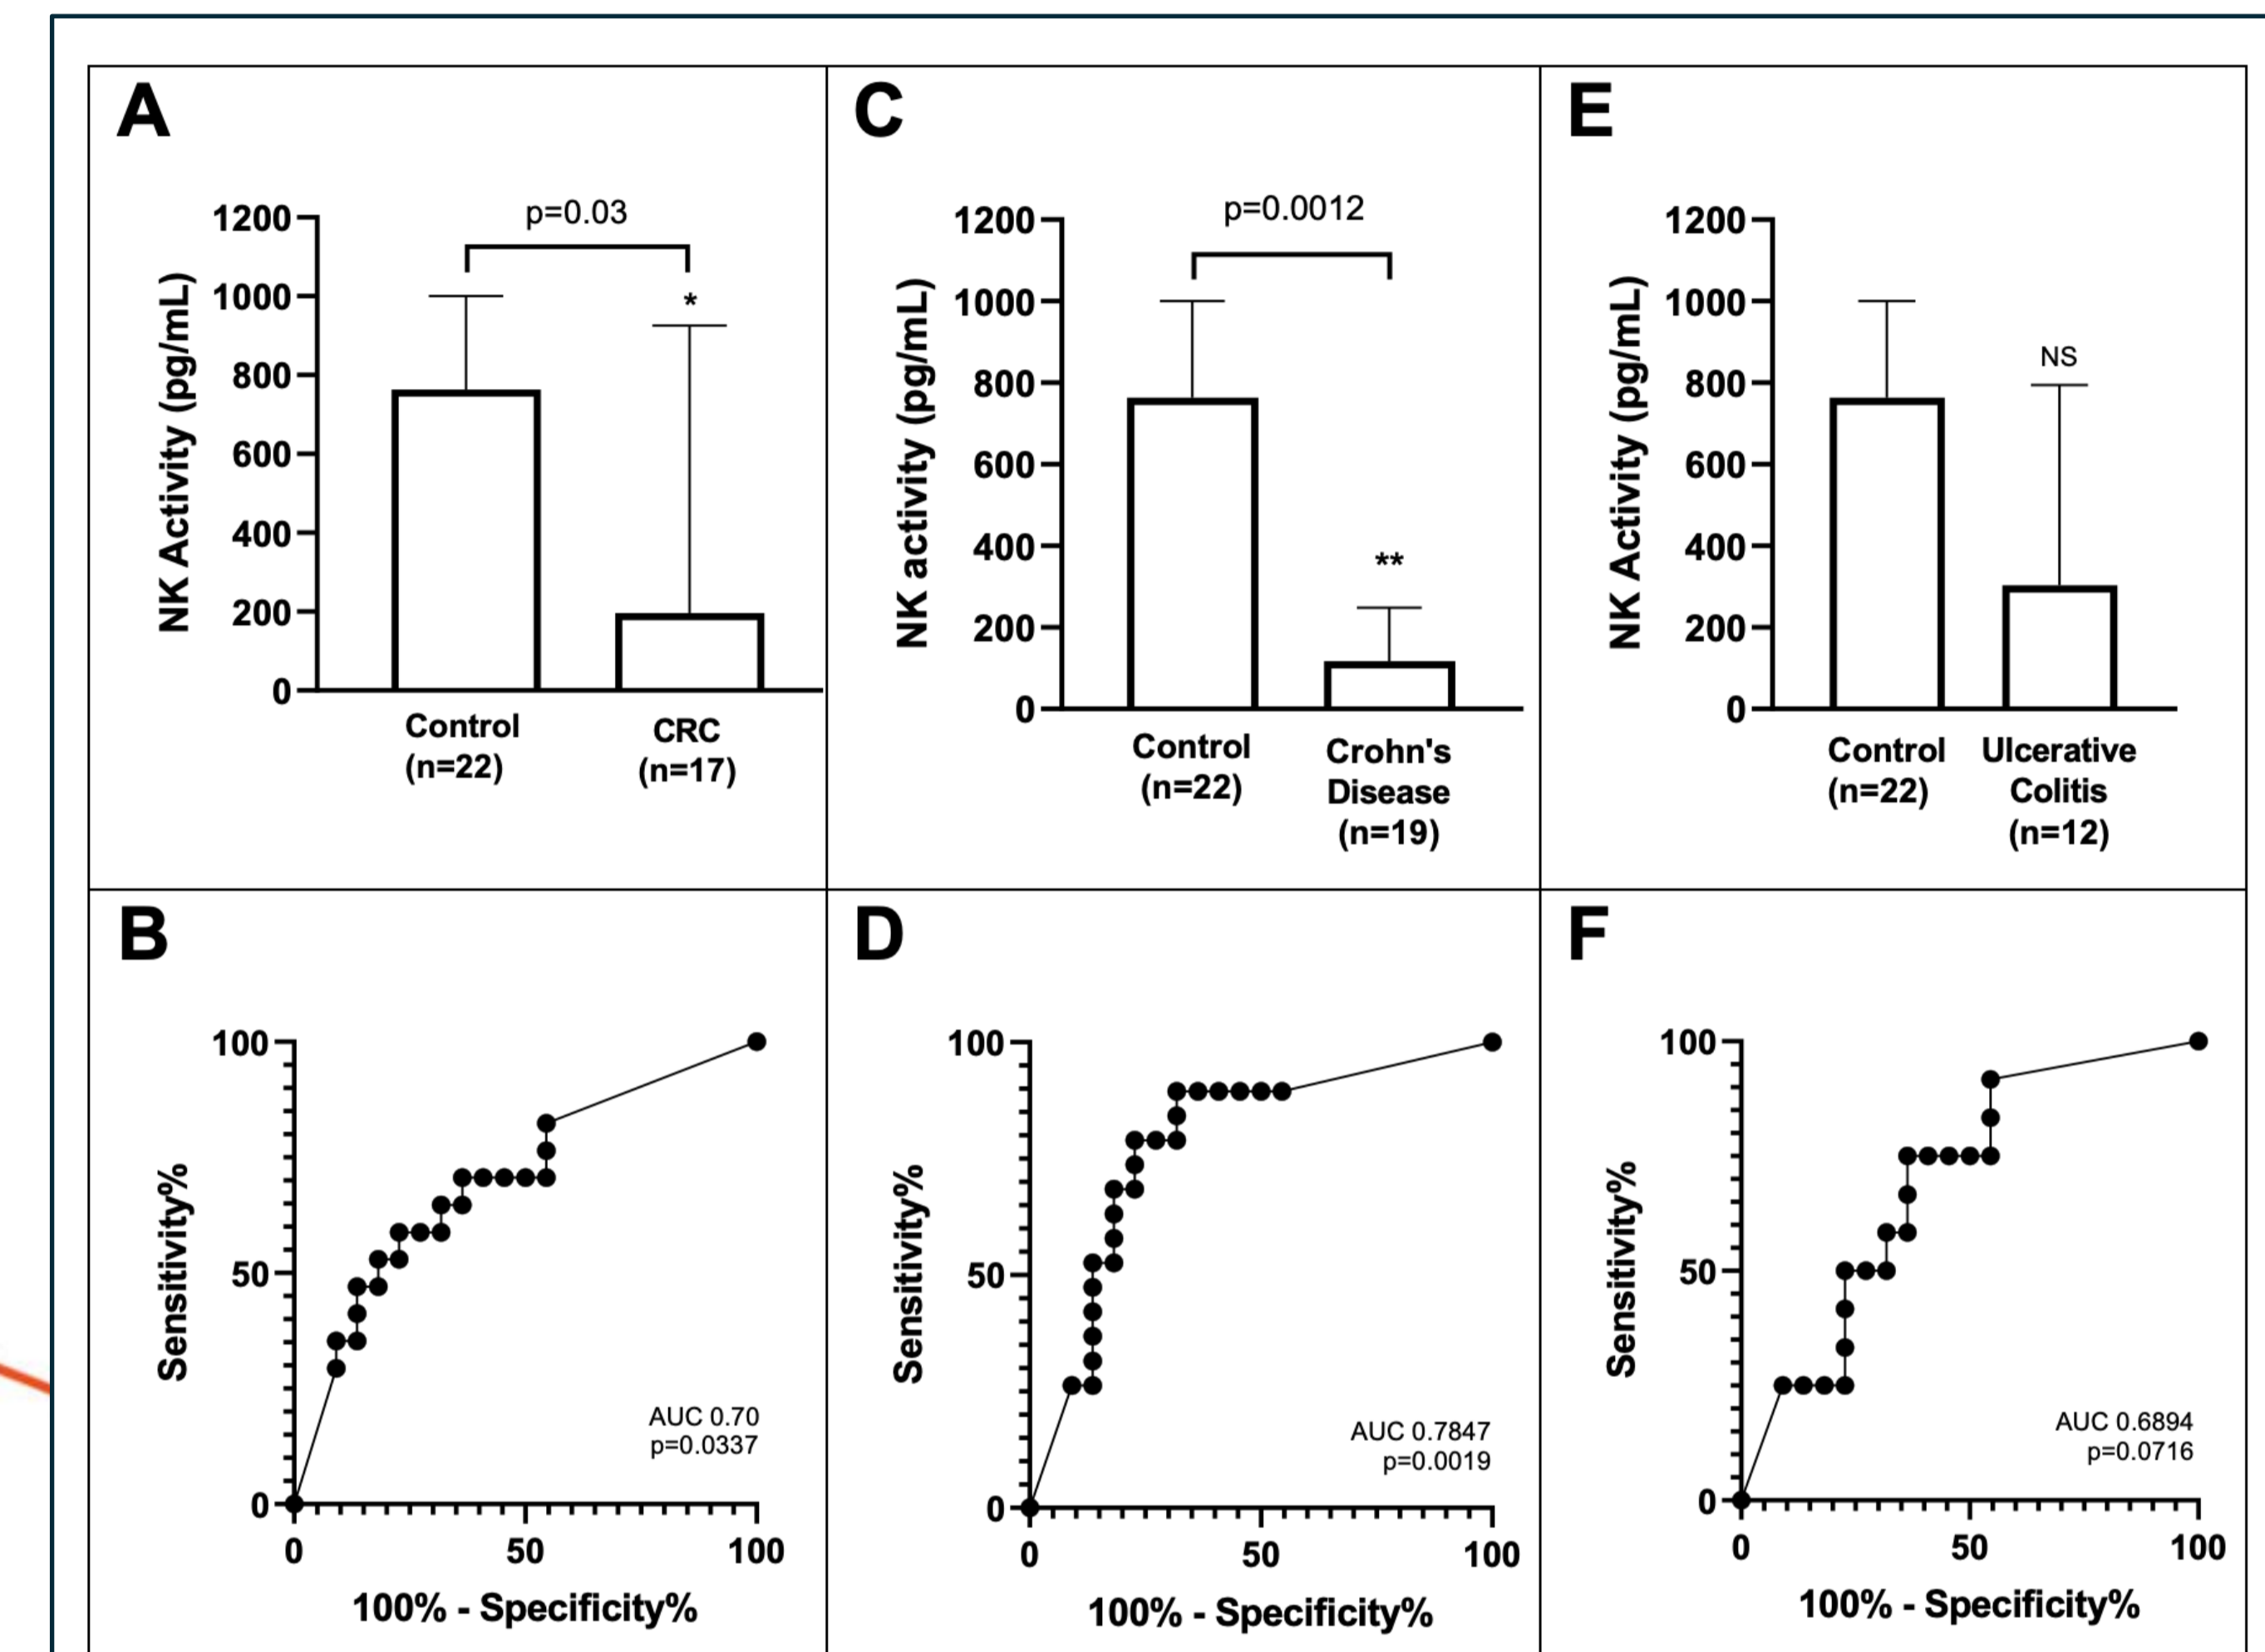 A
p=0.03
*
1200
1000
800
600
400
200
0
NK Activity (pg/mL)
Control
(n=22)
CRC
(n=17)
C
p=0.0012
**
1200
1000
800
600
400
200
0
NK activity (pg/mL)
Control
(n=22)
Crohn's
Disease
(n=19)
E
NS
1200
1000
800
600
400
200
0
NK Activity (pg/mL)
Control
(n=22)
Ulcerative
Colitis
(n=12)
B
100
50
0
Sensitivity%
AUC 0.70
p=0.0337
0 50 100
100% - Specificity%
D
100
50
0
Sensitivity%
AUC 0.7847
p=0.0019
0 50 100
100% - Specificity%
F
100
50
0
Sensitivity%
AUC 0.6894
p=0.0716
0 50 100
100% - Specificity%